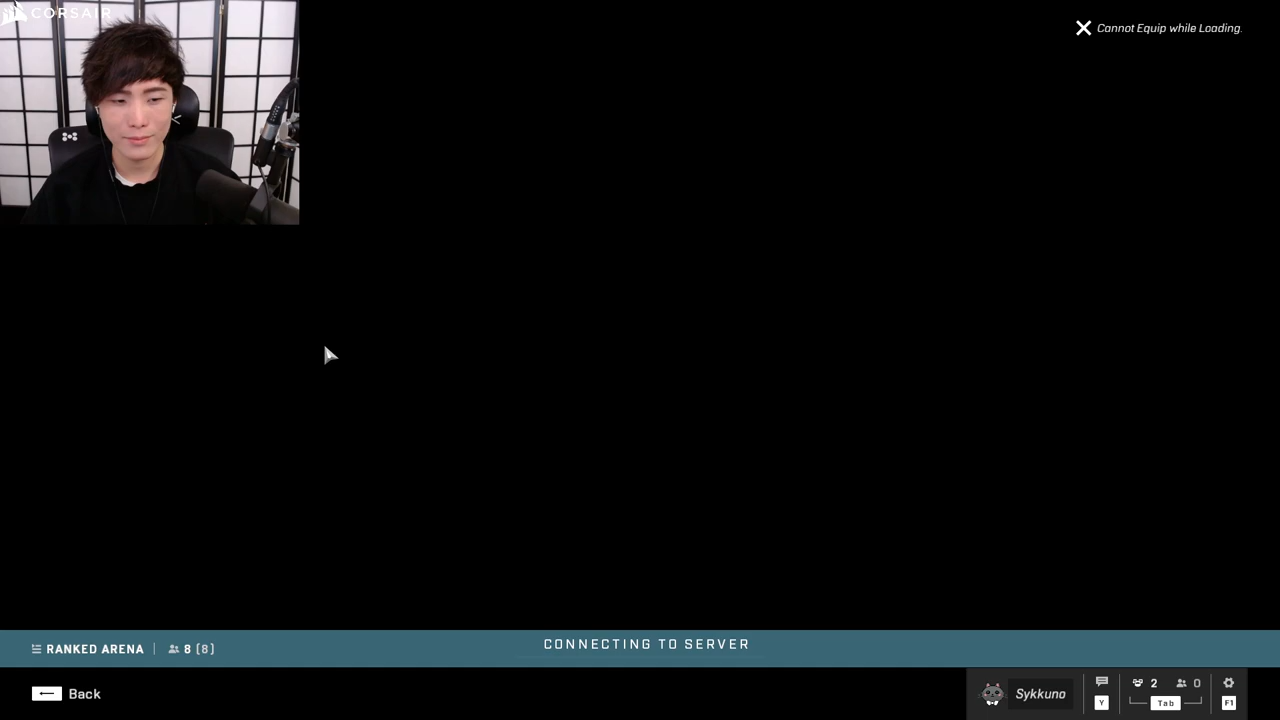 CORSAIR
Cannot Equip while Loading.
CONNECTING TO SERVER
RANKED ARENA
8 [8]
Back
Sykkuno
2
0
Y
Tab
F1